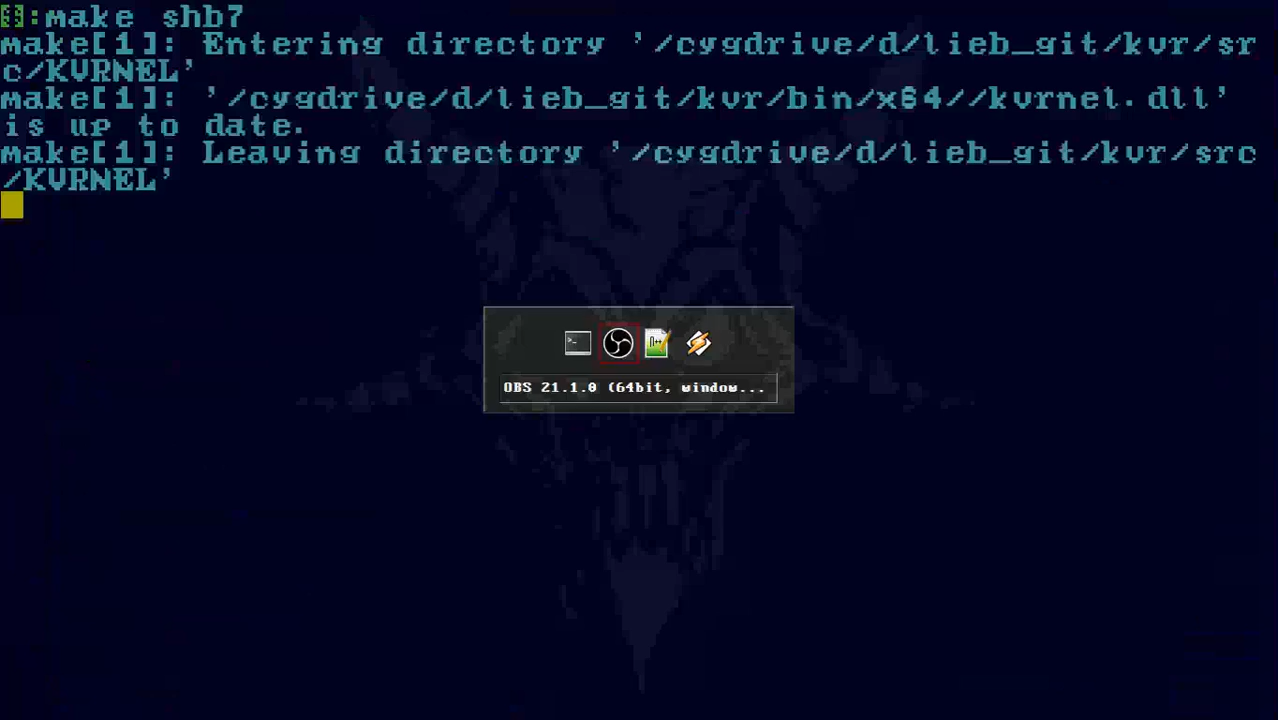 []:make shb7
make[1]: Entering directory '/cygdrive/d/lieb_git/kvr/sr
c/KVRNEL'
make[1]: '/cygdrive/d/lieb_git/kvr/bin/x64//kvrnel.dll'
is up to date.
make[1]: Leaving directory '/cygdrive/d/lieb_git/kvr/src
/KVRNEL'
OBS 21.1.0 (64bit, window...